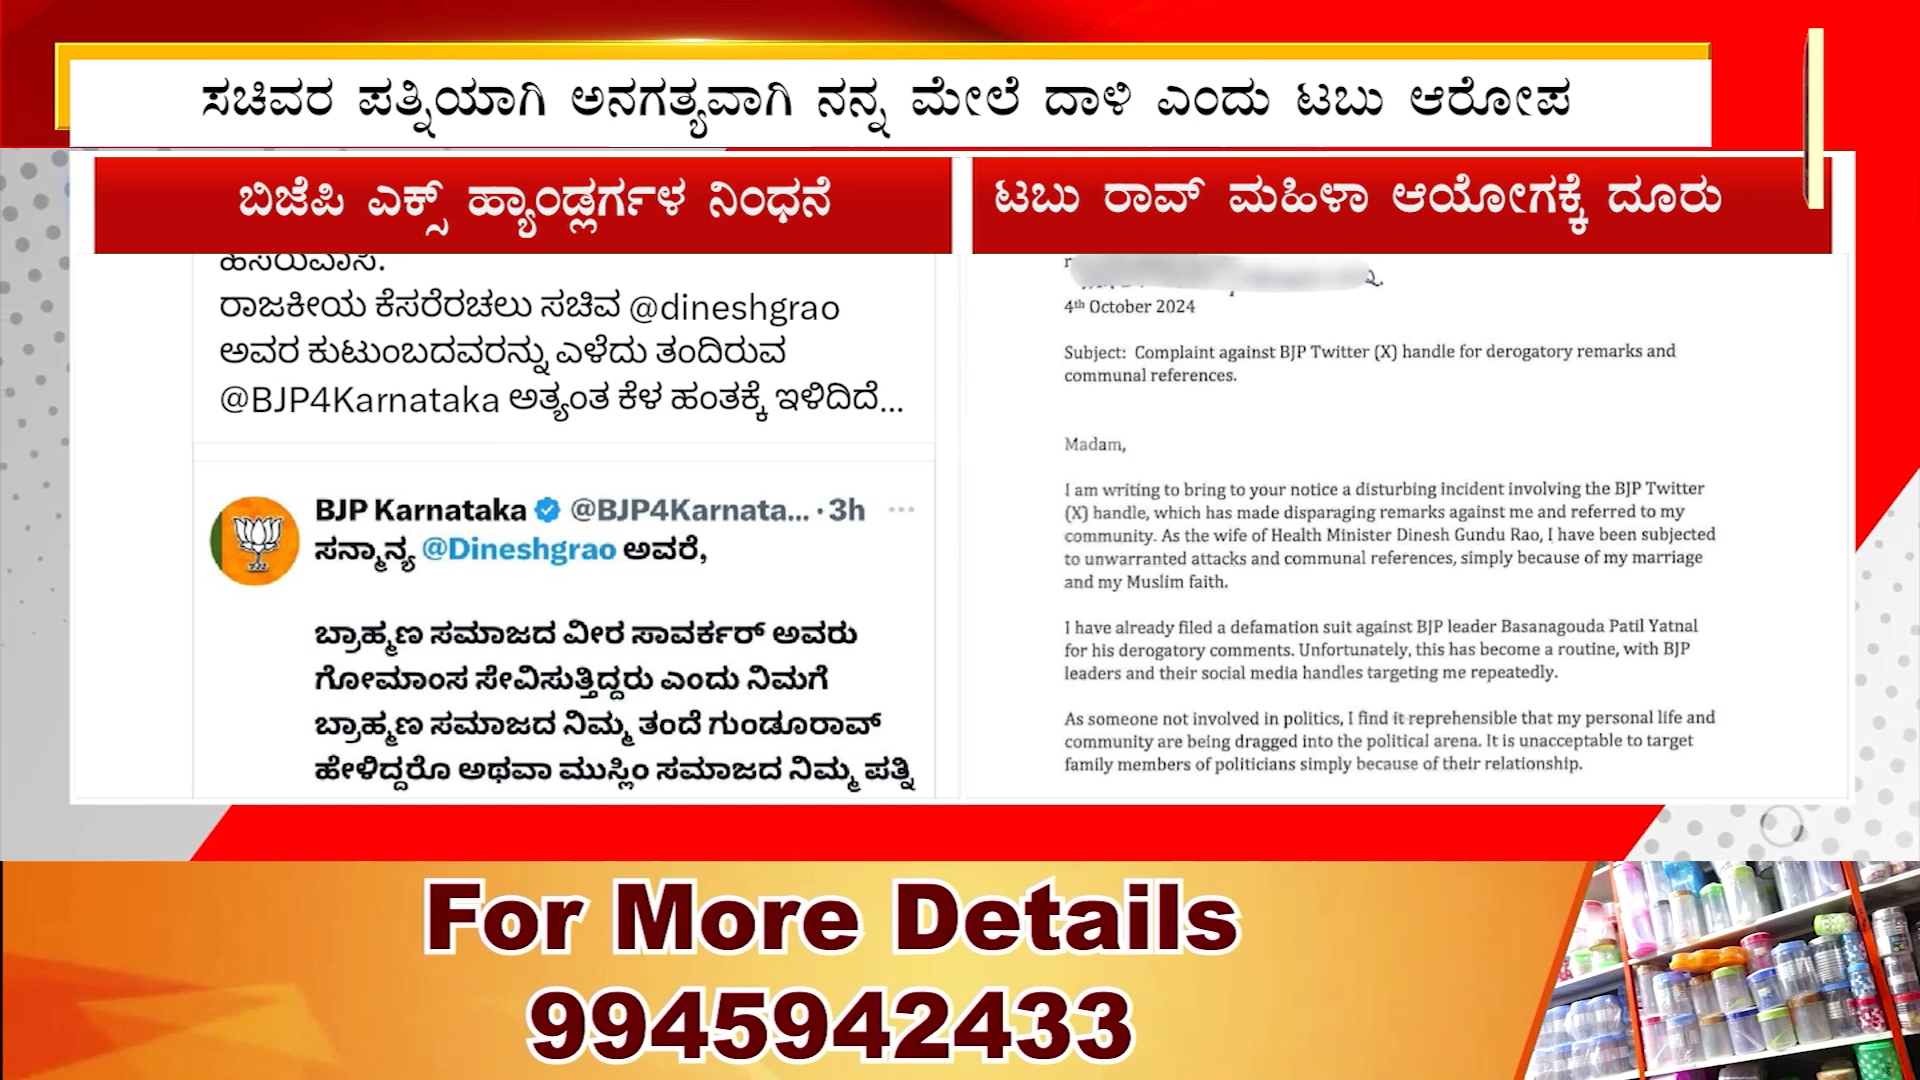 ಸಚಿವರ ಪತ್ನಿಯಾಗಿ ಅನಗತ್ಯವಾಗಿ ನನ್ನ ಮೇಲೆ ದಾಳಿ ಎಂದು ಟಬು ಆರೋಪ
ಬಿಜೆಪಿ ಎಕ್ಸ್ ಹ್ಯಾಂಡ್ಲರ್ಗಳ ನಿಂಧನೆ
ರಾಜಕೀಯ ಕೆಸರೆರಚಲು ಸಚಿವ @dineshgrao
ಅವರ ಕುಟುಂಬದವರನ್ನು ಎಳೆದು ತಂದಿರುವ
@BJP4Karnataka ಅತ್ಯಂತ ಕೆಳ ಹಂತಕ್ಕೆ ಇಳಿದಿದೆ...
BJP Karnataka @BJP4Karnata... · 3h
ಸನ್ಮಾನ್ಯ @Dineshgrao ಅವರೆ,
ಬ್ರಾಹ್ಮಣ ಸಮಾಜದ ವೀರ ಸಾವರ್ಕರ್ ಅವರು
ಗೋಮಾಂಸ ಸೇವಿಸುತ್ತಿದ್ದರು ಎಂದು ನಿಮಗೆ
ಬ್ರಾಹ್ಮಣ ಸಮಾಜದ ನಿಮ್ಮ ತಂದೆ ಗುಂಡೂರಾವ್
ಹೇಳಿದ್ದರೊ ಅಥವಾ ಮುಸ್ಲಿಂ ಸಮಾಜದ ನಿಮ್ಮ ಪತ್ನಿ
ಟಬು ರಾವ್ ಮಹಿಳಾ ಆಯೋಗಕ್ಕೆ ದೂರು
4th October 2024
Subject: Complaint against BJP Twitter (X) handle for derogatory remarks and
communal references.
Madam,
I am writing to bring to your notice a disturbing incident involving the BJP Twitter
(X) handle, which has made disparaging remarks against me and referred to my
community. As the wife of Health Minister Dinesh Gundu Rao, I have been subjected
to unwarranted attacks and communal references, simply because of my marriage
and my Muslim faith.
I have already filed a defamation suit against BJP leader Basanagouda Patil Yatnal
for his derogatory comments. Unfortunately, this has become a routine, with BJP
leaders and their social media handles targeting me repeatedly.
As someone not involved in politics, I find it reprehensible that my personal life and
community are being dragged into the political arena. It is unacceptable to target
family members of politicians simply because of their relationship.
For More Details
9945942433